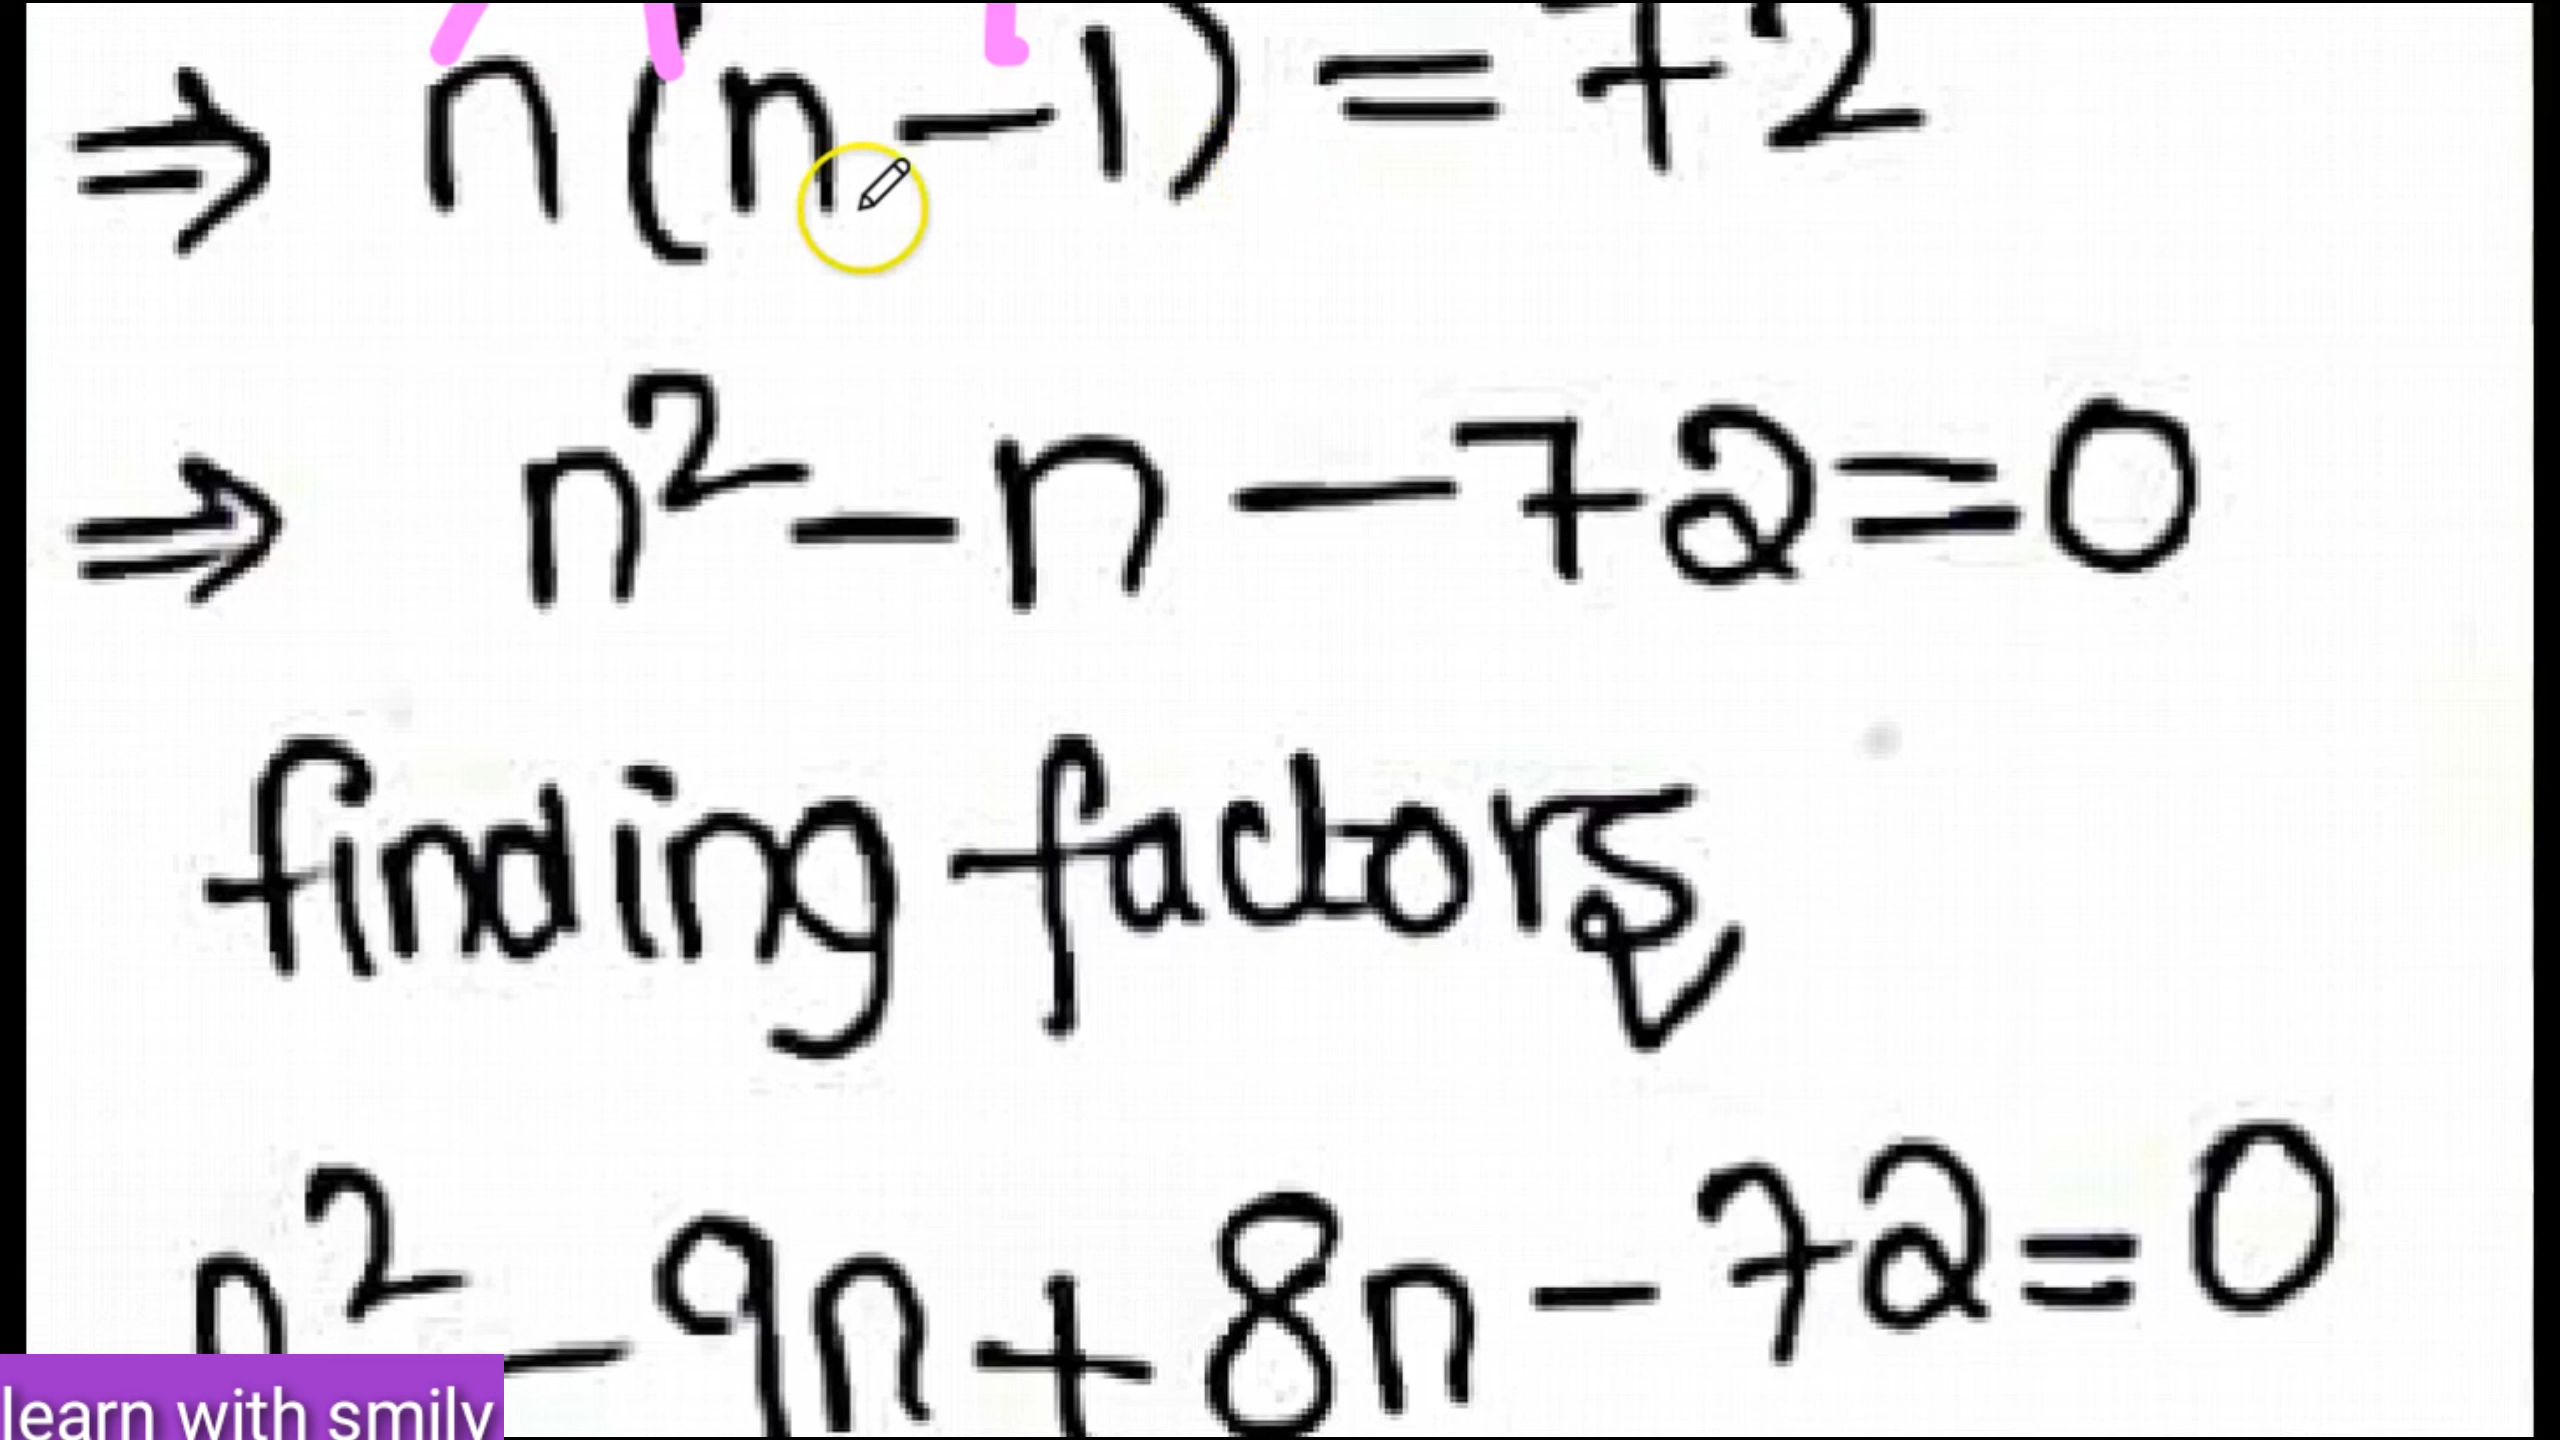 ⇒ n(n-1) = 72
⇒ n²-n-72=0
finding factors,
n²-9n+8n-72=0
learn with smily